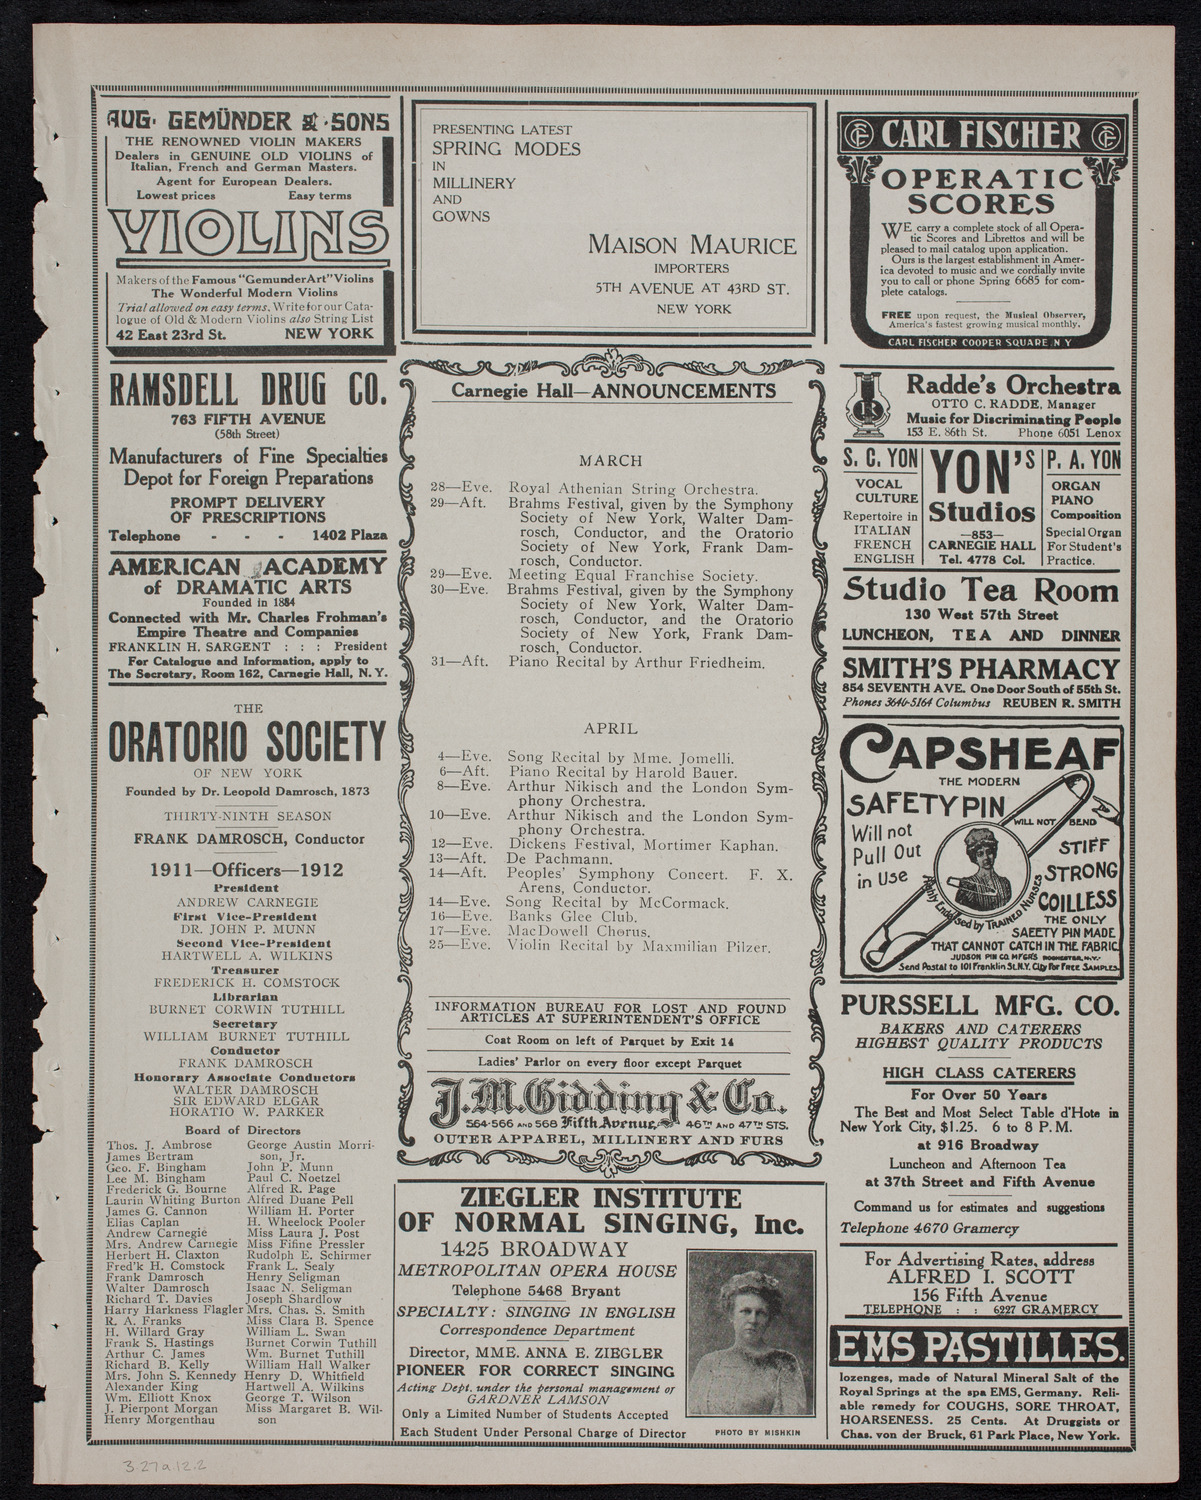 AUG. GEMÜNDER & SONS
THE RENOWNED VIOLIN MAKERS
Dealers in GENUINE OLD VIOLINS of
Italian, French and German Masters.
Agent for European Dealers.
Lowest prices Easy terms
VIOLINS
Makers of the Famous "GemunderArt" Violins
The Wonderful Modern Violins
Trial allowed on easy terms. Write for our Cata-
logue of Old & Modern Violins also String List
42 East 23rd St. NEW YORK
RAMSDELL DRUG CO.
763 FIFTH AVENUE
(58th Street)
Manufacturers of Fine Specialties
Depot for Foreign Preparations
PROMPT DELIVERY
OF PRESCRIPTIONS
Telephone - - - 1402 Plaza
AMERICAN ACADEMY
of DRAMATIC ARTS
Founded in 1884
Connected with Mr. Charles Frohman's
Empire Theatre and Companies
FRANKLIN H. SARGENT : : : President
For Catalogue and Information, apply to
The Secretary, Room 162, Carnegie Hall, N. Y.
THE
ORATORIO SOCIETY
OF NEW YORK
Founded by Dr. Leopold Damrosch, 1873
THIRTY-NINTH SEASON
FRANK DAMROSCH, Conductor
1911—Officers—1912
President
ANDREW CARNEGIE
First Vice-President
DR. JOHN P. MUNN
Second Vice-President
HARTWELL A. WILKINS
Treasurer
FREDERICK H. COMSTOCK
Librarian
BURNET CORWIN TUTHILL
Secretary
WILLIAM BURNET TUTHILL
Conductor
FRANK DAMROSCH
Honorary Associate Conductors
WALTER DAMROSCH
SIR EDWARD ELGAR
HORATIO W. PARKER
Board of Directors
Thos. J. Ambrose
James Bertram
Geo. F. Bingham
Lee M. Bingham
Frederick G. Bourne
Laurin Whiting Burton
James G. Cannon
Elias Caplan
Andrew Carnegie
Mrs. Andrew Carnegie
Herbert H. Claxton
Fred'k H. Comstock
Frank Damrosch
Walter Damrosch
Richard T. Davies
Harry Harkness Flagler
R. A. Franks
H. Willard Gray
Frank S. Hastings
Arthur C. James
Richard B. Kelly
Mrs. John S. Kennedy
Alexander King
Wm. Elliott Knox
J. Pierpont Morgan
Henry Morgenthau
George Austin Morri-
son, Jr.
John P. Munn
Paul C. Noetzel
Alfred R. Page
Alfred Duane Pell
William H. Porter
H. Wheelock Pooler
Miss Laura J. Post
Miss Fifine Pressler
Rudolph E. Schirmer
Frank L. Sealy
Henry Seligman
Isaac N. Seligman
Joseph Shardlow
Mrs. Chas. S. Smith
Miss Clara B. Spence
William L. Swan
Burnet Corwin Tuthill
Wm. Burnet Tuthill
William Hall Walker
Henry D. Whitfield
Hartwell A. Wilkins
George T. Wilson
Miss Margaret B. Wil-
son
PRESENTING LATEST
SPRING MODES
IN
MILLINERY
AND
GOWNS
MAISON MAURICE
IMPORTERS
5TH AVENUE AT 43RD ST.
NEW YORK
Carnegie Hall—ANNOUNCEMENTS
MARCH
28—Eve. Royal Athenian String Orchestra.
29—Aft. Brahms Festival, given by the Symphony
Society of New York, Walter Dam-
rosch, Conductor, and the Oratorio
Society of New York, Frank Dam-
rosch, Conductor.
29—Eve. Meeting Equal Franchise Society.
30—Eve. Brahms Festival, given by the Symphony
Society of New York, Walter Dam-
rosch, Conductor, and the Oratorio
Society of New York, Frank Dam-
rosch, Conductor.
31—Aft. Piano Recital by Arthur Friedheim.
APRIL
4—Eve. Song Recital by Mme. Jomelli.
6—Aft. Piano Recital by Harold Bauer.
8—Eve. Arthur Nikisch and the London Sym-
phony Orchestra.
10—Eve. Arthur Nikisch and the London Sym-
phony Orchestra.
12—Eve. Dickens Festival, Mortimer Kaphan.
13—Aft. De Pachmann.
14—Aft. Peoples' Symphony Concert. F. X.
Arens, Conductor.
14—Eve. Song Recital by McCormack.
16—Eve. Banks Glee Club.
17—Eve. MacDowell Chorus.
25—Eve. Violin Recital by Maxmilian Pilzer.
INFORMATION BUREAU FOR LOST AND FOUND
ARTICLES AT SUPERINTENDENT'S OFFICE
Coat Room on left of Parquet by Exit 14
Ladies' Parlor on every floor except Parquet
J.M. Gidding & Co.
564-566 AND 568 Fifth Avenue 46TH AND 47TH STS.
OUTER APPAREL, MILLINERY AND FURS
ZIEGLER INSTITUTE
OF NORMAL SINGING, Inc.
1425 BROADWAY
METROPOLITAN OPERA HOUSE
Telephone 5468 Bryant
SPECIALTY: SINGING IN ENGLISH
Correspondence Department
Director, MME. ANNA E. ZIEGLER
PIONEER FOR CORRECT SINGING
Acting Dept. under the personal management of
GARDNER LAMSON
Only a Limited Number of Students Accepted
Each Student Under Personal Charge of Director
PHOTO BY MISHKIN
CARL FISCHER
OPERATIC
SCORES
WE carry a complete stock of all Opera-
tic Scores and Librettos and will be
pleased to mail catalog upon application.
Ours is the largest establishment in Amer-
ica devoted to music and we cordially invite
you to call or phone Spring 6685 for com-
plete catalogs.
FREE upon request, the Musical Observer,
America's fastest growing musical monthly.
CARL FISCHER COOPER SQUARE N Y
Radde's Orchestra
OTTO C. RADDE, Manager
Music for Discriminating People
153 E. 86th St. Phone 6051 Lenox
S. C. YON
VOCAL
CULTURE
Repertoire in
ITALIAN
FRENCH
ENGLISH
YON'S
Studios
—853—
CARNEGIE HALL
Tel. 4778 Col.
P. A. YON
ORGAN
PIANO
Composition
Special Organ
For Student's
Practice.
Studio Tea Room
130 West 57th Street
LUNCHEON, TEA AND DINNER
SMITH'S PHARMACY
854 SEVENTH AVE. One Door South of 55th St.
Phones 3646-5164 Columbus REUBEN R. SMITH
CAPSHEAF
THE MODERN
SAFETY PIN
WILL NOT BEND
Will not
Pull Out
in Use
STIFF
STRONG
COILLESS
Highly Endorsed by TRAINED NURSES
THE ONLY
SAFETY PIN MADE
THAT CANNOT CATCH IN THE FABRIC
JUDSON PIN CO. MFGRS ROCHESTER, N.Y.
Send Postal to 101 Franklin St. N.Y. City For FREE SAMPLES
PURSSELL MFG. CO.
BAKERS AND CATERERS
HIGHEST QUALITY PRODUCTS
HIGH CLASS CATERERS
For Over 50 Years
The Best and Most Select Table d'Hote in
New York City, $1.25. 6 to 8 P. M.
at 916 Broadway
Luncheon and Afternoon Tea
at 37th Street and Fifth Avenue
Command us for estimates and suggestions
Telephone 4670 Gramercy
For Advertising Rates, address
ALFRED I. SCOTT
156 Fifth Avenue
TELEPHONE : : 6227 GRAMERCY
EMS PASTILLES.
lozenges, made of Natural Mineral Salt of the
Royal Springs at the spa EMS, Germany. Reli-
able remedy for COUGHS, SORE THROAT,
HOARSENESS. 25 Cents. At Druggists or
Chas. von der Bruck, 61 Park Place, New York.
3.27a12.2